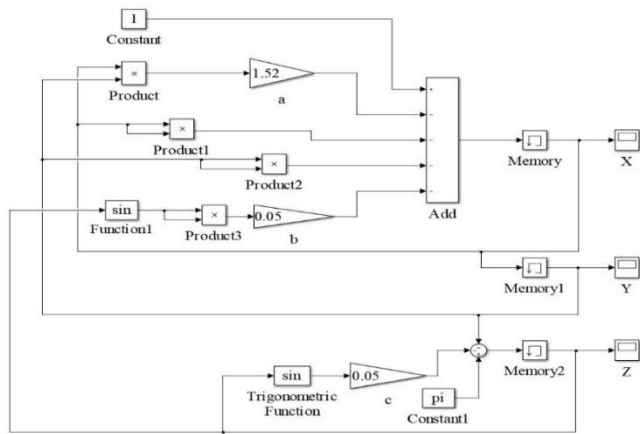 1
Constant
×
Product
1.52
a
×
Product1
×
Product2
sin
Function1
×
Product3
0.05
b
+
−
−
−
−
Add
Memory
X
Memory1
Y
Memory2
Z
sin
Trigonometric
Function
0.05
c
pi
Constant1